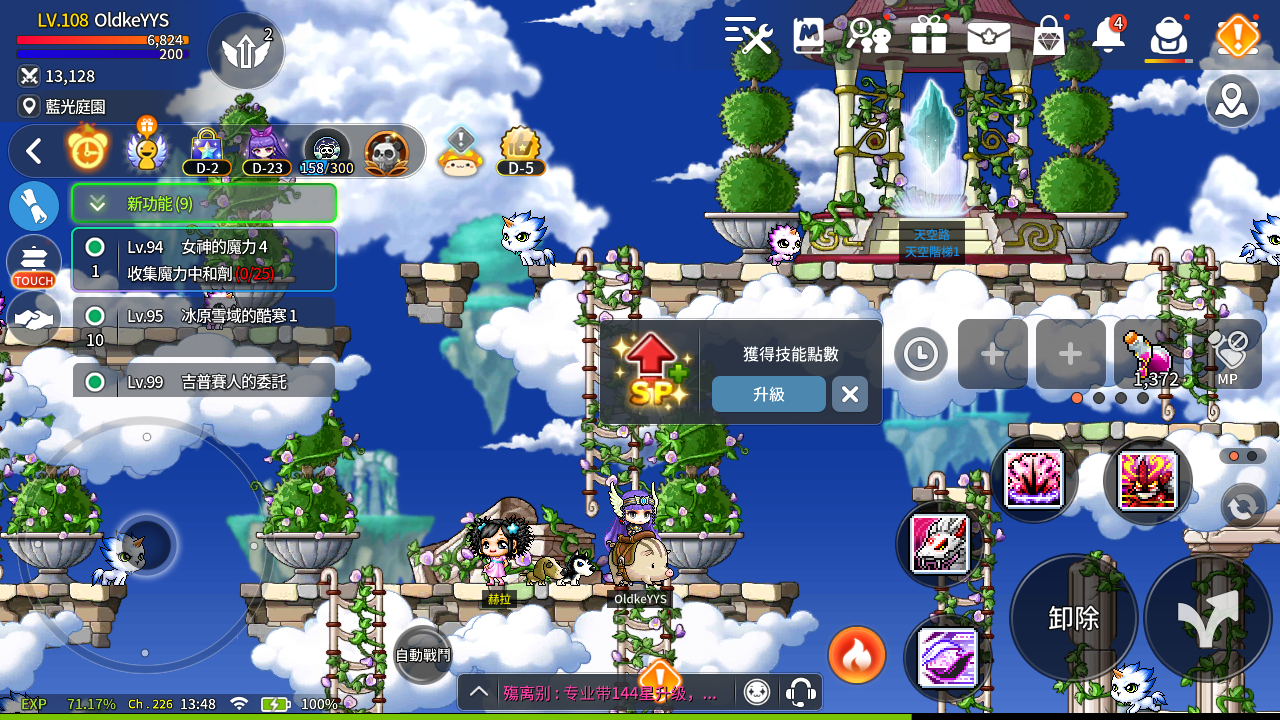 LV.108 OldkeYYS
6,824
200
13,128
藍光庭園
2
4
D-2
D-23
158/300
D-5
新功能 (9)
Lv.94 女神的魔力 4
1
收集魔力中和劑 (0/25)
Lv.95 冰原雪域的酷寒 1
10
Lv.99 吉普賽人的委託
TOUCH
天空路
天空階梯1
獲得技能點數
SP
升級
1,372
MP
赫拉
OldkeYYS
自動戰鬥
卸除
殤离别 : 专业带144星升级，...
EXP 71.17% Ch . 226 13:48 100%